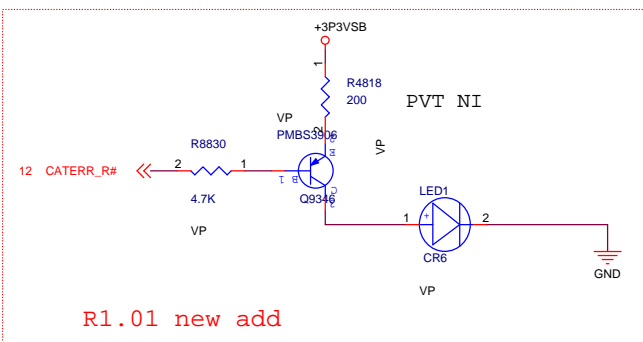 +3P3VSB
1
R4818
200
PVT NI
VP
2
PMBS3906
E
VP
R8830
12 CATERR_R#
2
1
1
B
C
Q9346
4.7K
VP
LED1
1
+
2
CR6
GND
VP
R1.01 new add